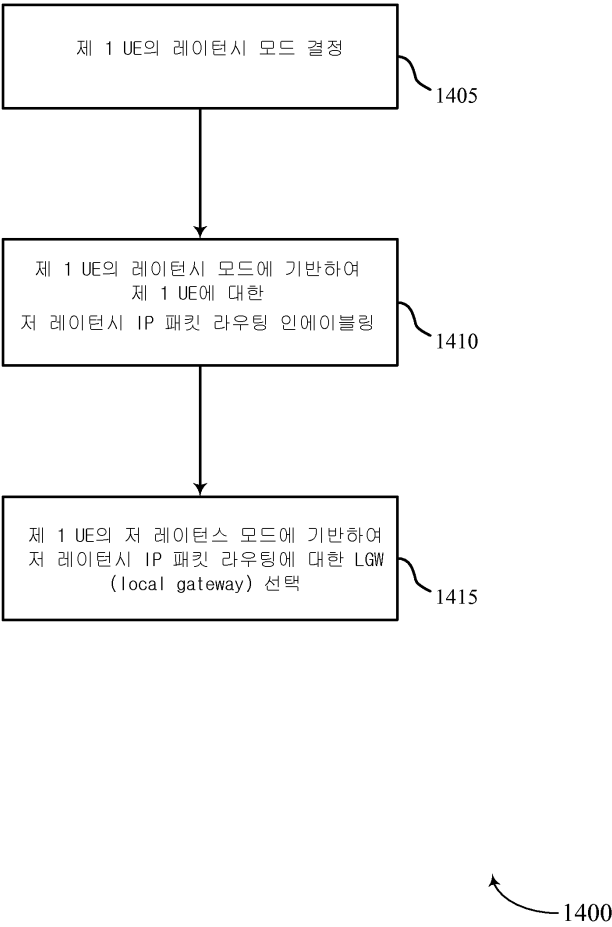 제 1 UE의 레이턴시 모드 결정
1405
제 1 UE의 레이턴시 모드에 기반하여
제 1 UE에 대한
저 레이턴시 IP 패킷 라우팅 인에이블링
1410
제 1 UE의 저 레이턴스 모드에 기반하여
저 레이턴시 IP 패킷 라우팅에 대한 LGW
(local gateway) 선택
1415
1400